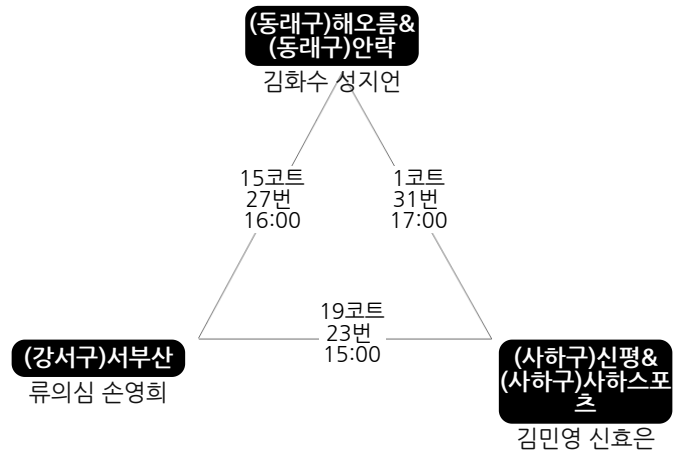 (동래구)해오름&
(동래구)안락
김화수 성지언
15코트
27번
16:00
1코트
31번
17:00
19코트
23번
15:00
(강서구)서부산
류의심 손영희
(사하구)신평&
(사하구)사하스포
츠
김민영 신효은